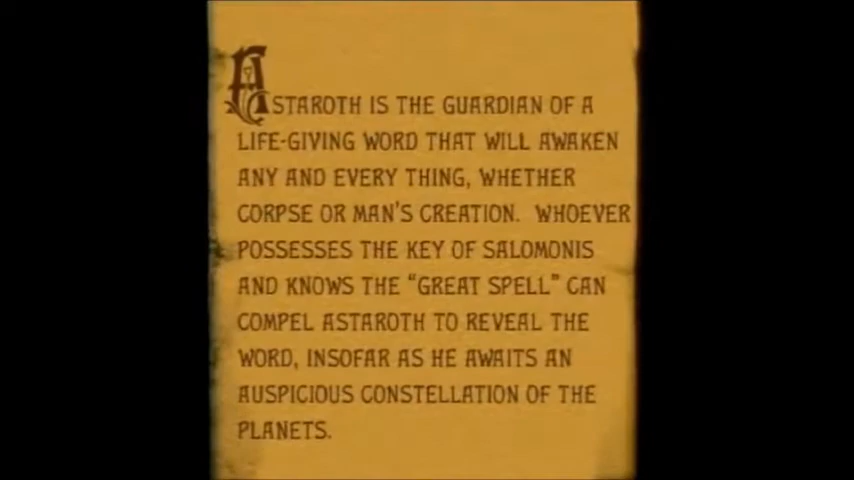 ASTAROTH IS THE GUARDIAN OF A
LIFE-GIVING WORD THAT WILL AWAKEN
ANY AND EVERY THING, WHETHER
CORPSE OR MAN'S CREATION. WHOEVER
POSSESSES THE KEY OF SALOMONIS
AND KNOWS THE "GREAT SPELL" CAN
COMPEL ASTAROTH TO REVEAL THE
WORD, INSOFAR AS HE AWAITS AN
AUSPICIOUS CONSTELLATION OF THE
PLANETS.